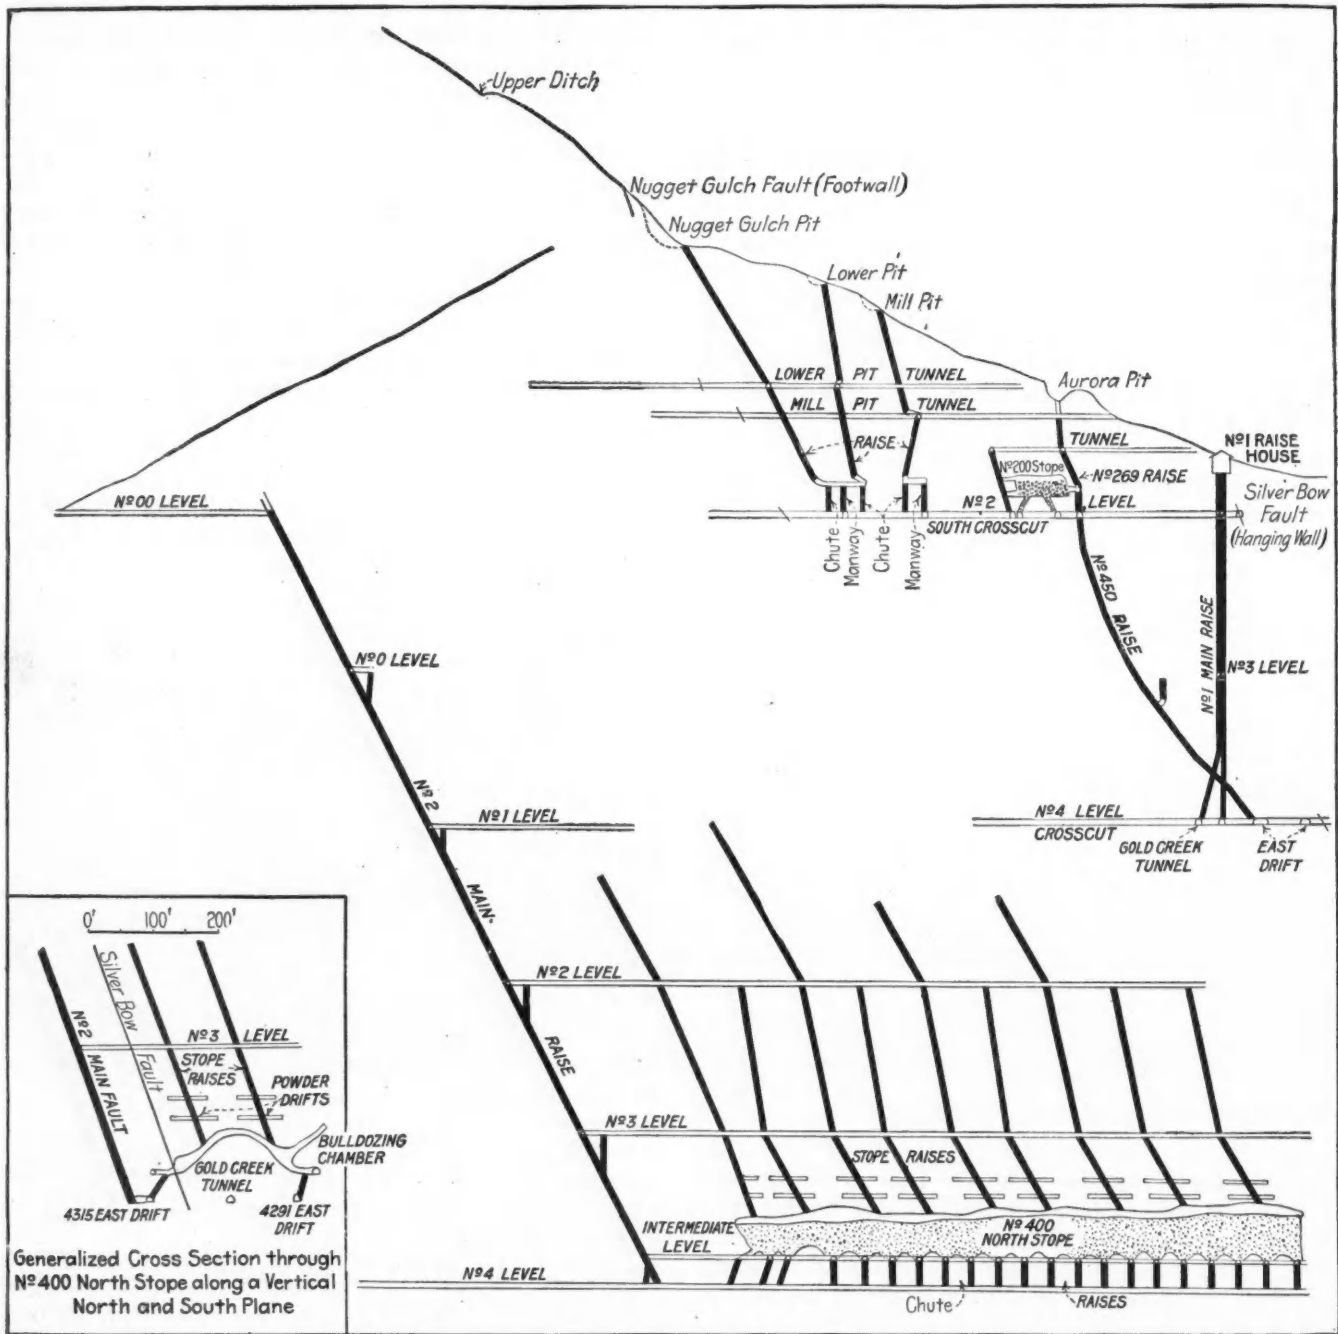 Upper Ditch
Nugget Gulch Fault (Footwall)
Nugget Gulch Pit
Lower Pit
Mill Pit
LOWER PIT TUNNEL
Aurora Pit
MILL PIT TUNNEL
RAISE
TUNNEL
Nº1 RAISE
HOUSE
Nº200 Stope
Nº269 RAISE
Nº00 LEVEL
Nº2 LEVEL
SOUTH CROSSCUT
Silver Bow
Fault
(Hanging Wall)
Chute
Manway
Chute
Manway
Nº450 RAISE
Nº1 MAIN RAISE
Nº0 LEVEL
Nº3 LEVEL
Nº2 MAIN RAISE
Nº1 LEVEL
Nº4 LEVEL
CROSSCUT
GOLD CREEK
TUNNEL
EAST
DRIFT
Nº2 LEVEL
Nº3 LEVEL
STOPE RAISES
INTERMEDIATE
LEVEL
Nº400
NORTH STOPE
Nº4 LEVEL
Chute
RAISES
0' 100' 200'
Silver Bow Fault
Nº2 MAIN FAULT
Nº3 LEVEL
STOPE
RAISES
POWDER
DRIFTS
BULLDOZING
CHAMBER
GOLD CREEK
TUNNEL
4315 EAST DRIFT
4291 EAST
DRIFT
Generalized Cross Section through
Nº400 North Stope along a Vertical
North and South Plane